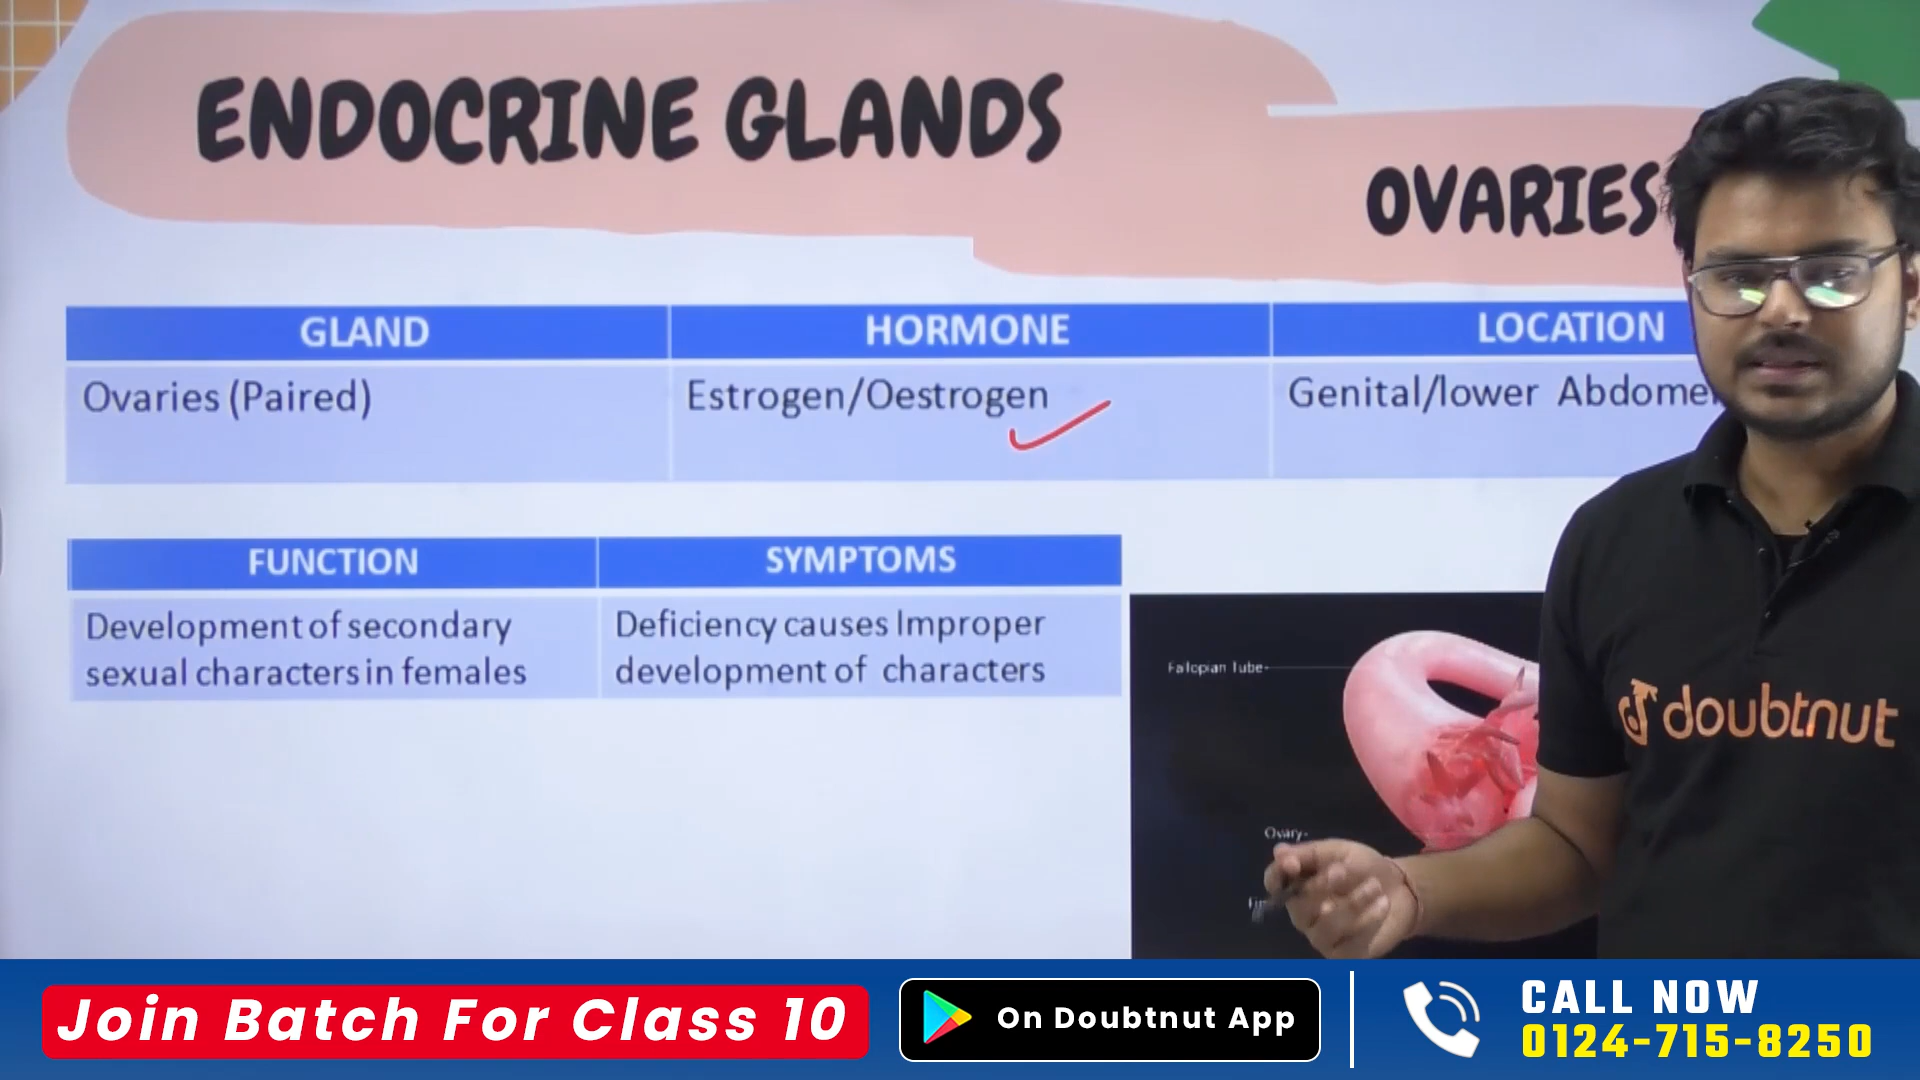 ENDOCRINE GLANDS
OVARIES
GLAND
HORMONE
LOCATION
Ovaries (Paired)
Estrogen/Oestrogen
Genital/lower Abdomen
FUNCTION
SYMPTOMS
Development of secondary
sexual characters in females
Deficiency causes Improper
development of characters
Fallopian Tube
Ovary
doubtnut
Join Batch For Class 10
On Doubtnut App
CALL NOW
0124-715-8250